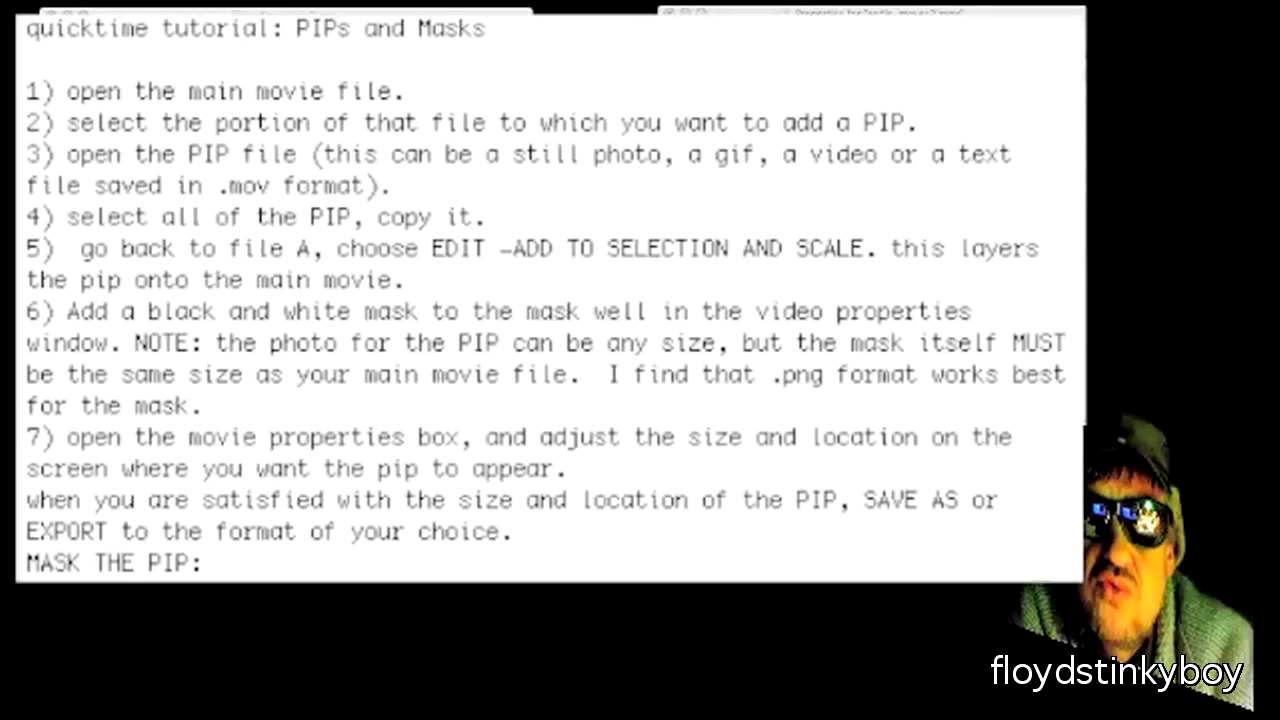 quicktime tutorial: PIPs and Masks
1) open the main movie file.
2) select the portion of that file to which you want to add a PIP.
3) open the PIP file (this can be a still photo, a gif, a video or a text
file saved in .mov format).
4) select all of the PIP, copy it.
5)  go back to file A, choose EDIT -ADD TO SELECTION AND SCALE. this layers
the pip onto the main movie.
6) Add a black and white mask to the mask well in the video properties
window. NOTE: the photo for the PIP can be any size, but the mask itself MUST
be the same size as your main movie file.  I find that .png format works best
for the mask.
7) open the movie properties box, and adjust the size and location on the
screen where you want the pip to appear.
when you are satisfied with the size and location of the PIP, SAVE AS or
EXPORT to the format of your choice.
MASK THE PIP:
floydstinkyboy